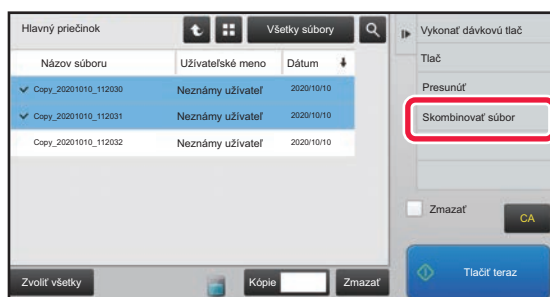 Hlavný priečinok
Všetky súbory
Názov súboru Užívateľské meno Dátum
Copy_20201010_112030 Neznámy užívateľ 2020/10/10
Copy_20201010_112031 Neznámy užívateľ 2020/10/10
Copy_20201010_112032 Neznámy užívateľ 2020/10/10
Zvoliť všetky
Kópie
Zmazať
Vykonať dávkovú tlač
Tlač
Presunúť
Skombinovať súbor
Zmazať
CA
Tlačiť teraz